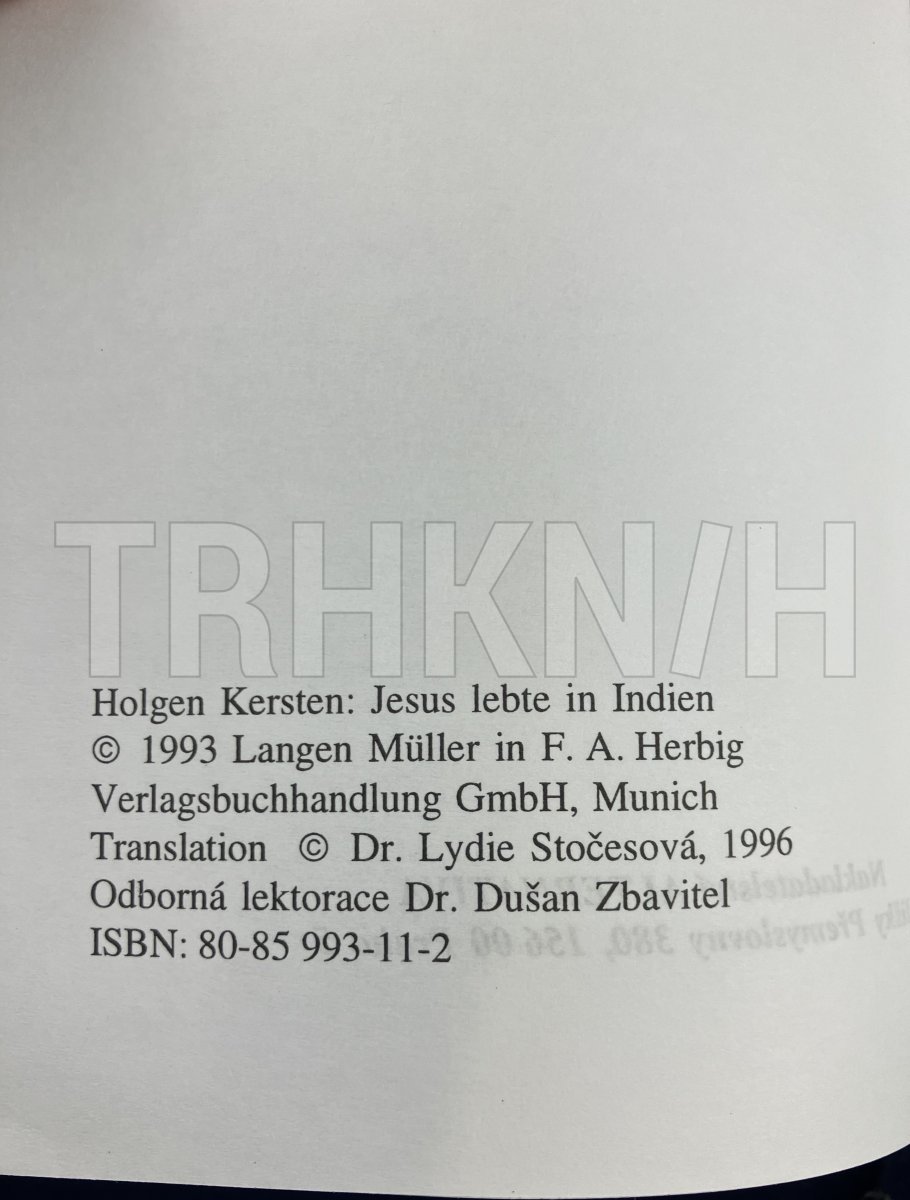 TRHKN/H
Holgen Kersten: Jesus lebte in Indien
© 1993 Langen Müller in F. A. Herbig
Verlagsbuchhandlung GmbH, Munich
Translation © Dr. Lydie Stočesová, 1996
Odborná lektorace Dr. Dušan Zbavitel
ISBN: 80-85 993-11-2